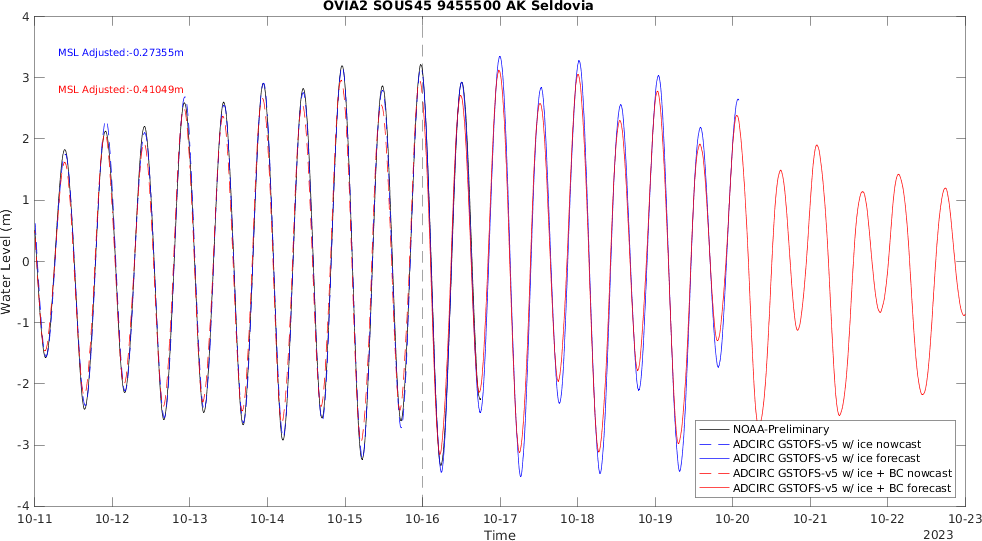 OVIA2 SOUS45 9455500 AK Seldovia
4
3
2
1
0
-1
-2
-3
-4
Water Level (m)
MSL Adjusted:-0.27355m
MSL Adjusted:-0.41049m
NOAA-Preliminary
ADCIRC GSTOFS-v5 w/ ice nowcast
ADCIRC GSTOFS-v5 w/ ice forecast
ADCIRC GSTOFS-v5 w/ ice + BC nowcast
ADCIRC GSTOFS-v5 w/ ice + BC forecast
10-11 10-12 10-13 10-14 10-15 10-16 10-17 10-18 10-19 10-20 10-21 10-22 10-23
Time
2023